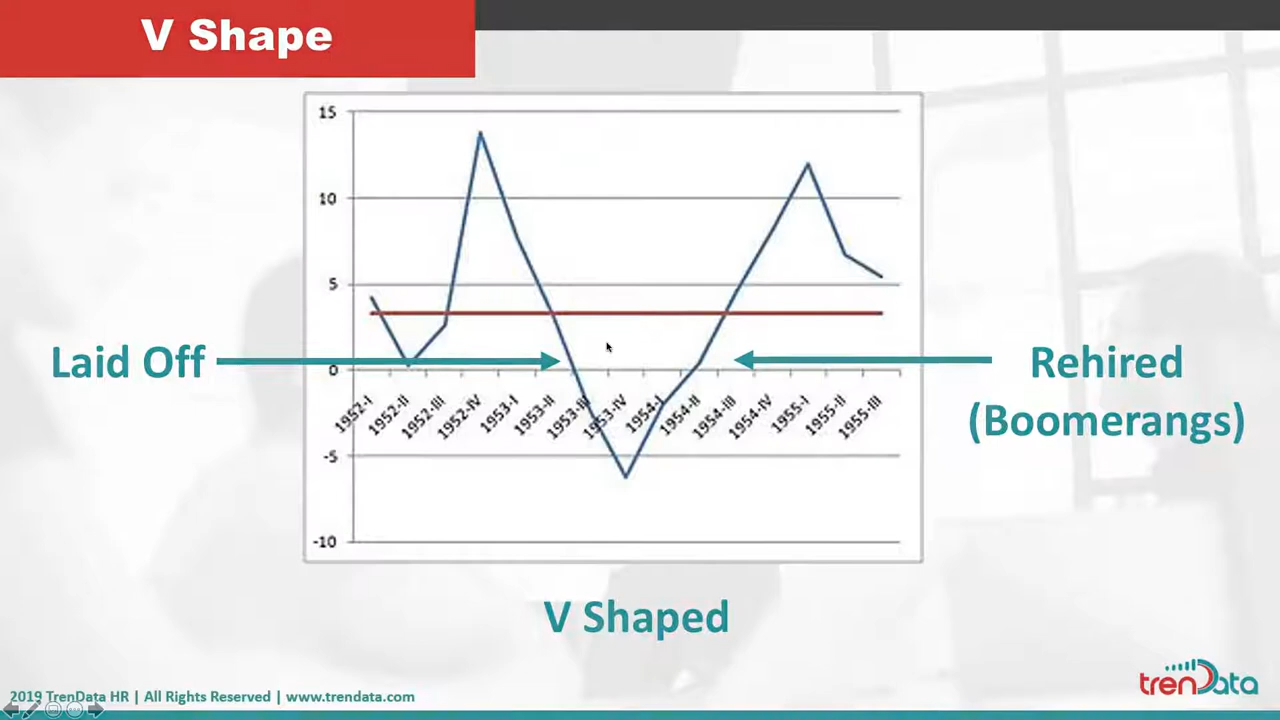 V Shape
15
10
5
0
-5
-10
1952-I
1952-II
1952-III
1952-IV
1953-I
1953-II
1953-III
1953-IV
1954-I
1954-II
1954-III
1954-IV
1955-I
1955-II
1955-III
Laid Off
Rehired
(Boomerangs)
V Shaped
2019 TrenData HR | All Rights Reserved | www.trendata.com
trenData